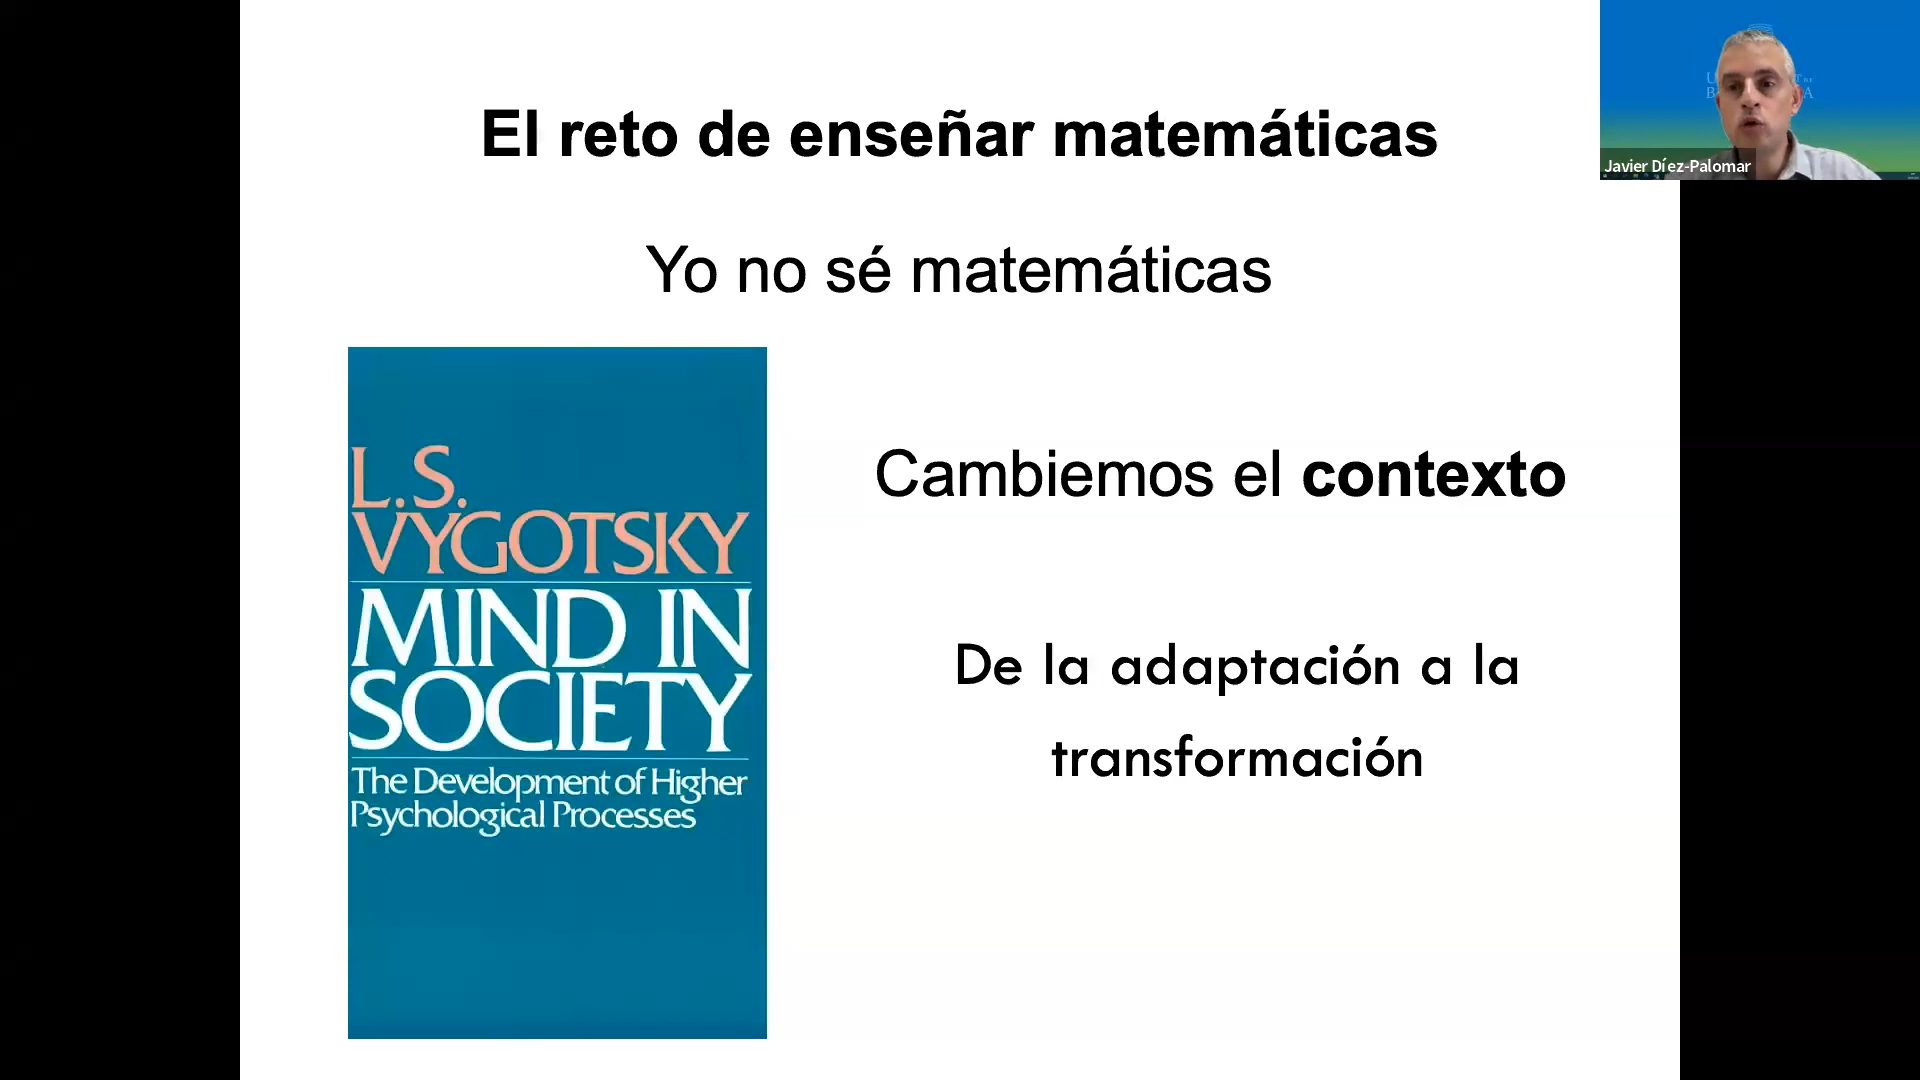 El reto de enseñar matemáticas
Yo no sé matemáticas
L.S.
VYGOTSKY
MIND IN
SOCIETY
The Development of Higher
Psychological Processes
Cambiemos el contexto
De la adaptación a la
transformación
Javier Díez-Palomar